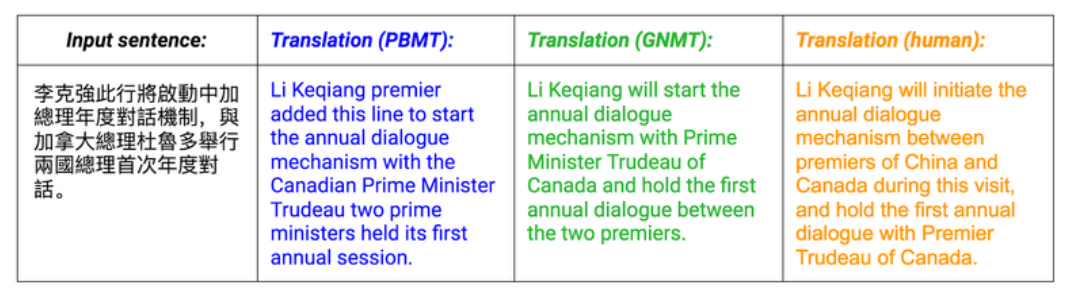 Input sentence:
Translation (PBMT):
Translation (GNMT):
Translation (human):
李克強此行將啟動中加
總理年度對話機制，與
加拿大總理杜魯多舉行
兩國總理首次年度對
話。
Li Keqiang premier
added this line to start
the annual dialogue
mechanism with the
Canadian Prime Minister
Trudeau two prime
ministers held its first
annual session.
Li Keqiang will start the
annual dialogue
mechanism with Prime
Minister Trudeau of
Canada and hold the first
annual dialogue between
the two premiers.
Li Keqiang will initiate the
annual dialogue
mechanism between
premiers of China and
Canada during this visit,
and hold the first annual
dialogue with Premier
Trudeau of Canada.